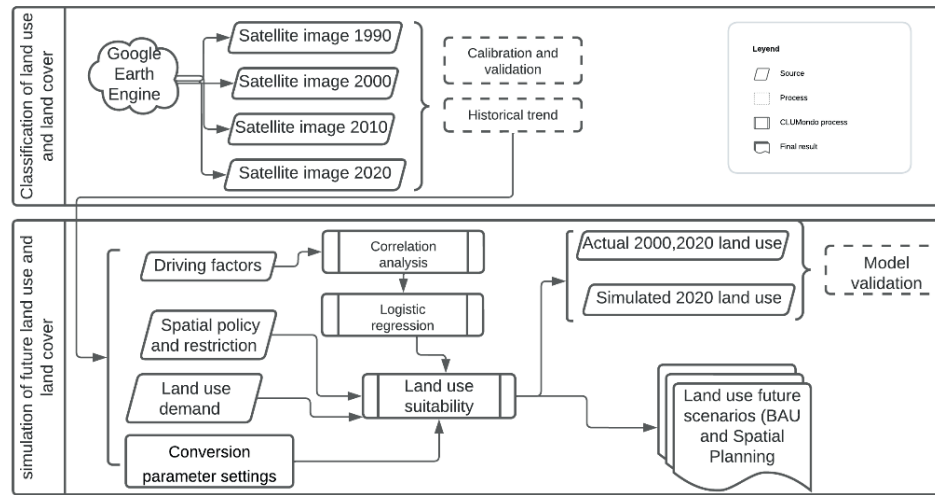 Classification of land use
and land cover
Google
Earth
Engine
Satellite image 1990
Satellite image 2000
Satellite image 2010
Satellite image 2020
Calibration and
validation
Historical trend
Leyend
Source
Process
CLUMondo process
Final result
simulation of future land use and
land cover
Driving factors
Spatial policy
and restriction
Land use
demand
Conversion
parameter settings
Correlation
analysis
Logistic
regression
Land use
suitability
Actual 2000,2020 land use
Simulated 2020 land use
Model
validation
Land use future
scenarios (BAU
and Spatial
Planning